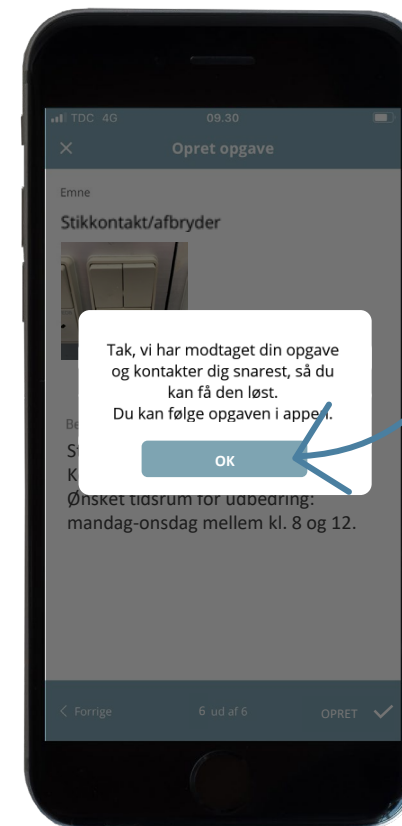 TDC 4G 09.30
Opret opgave
Emne
Stikkontakt/afbryder
Tak, vi har modtaget din opgave
og kontakter dig snarest, så du
kan få den løst.
Du kan følge opgaven i appen.
OK
Ønsket tidsrum for udbedring:
mandag-onsdag mellem kl. 8 og 12.
Forrige 6 ud af 6 OPRET